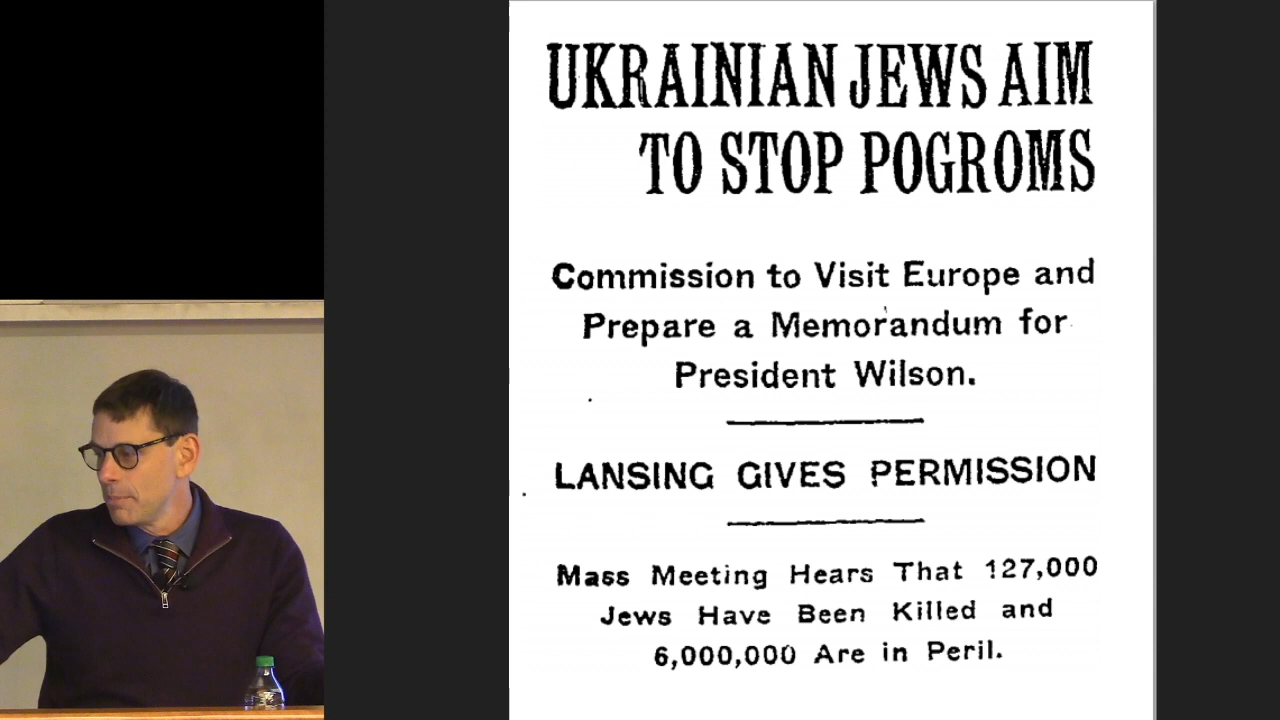 UKRAINIAN JEWS AIM
TO STOP POGROMS
Commission to Visit Europe and
Prepare a Memorandum for
President Wilson.
LANSING GIVES PERMISSION
Mass Meeting Hears That 127,000
Jews Have Been Killed and
6,000,000 Are in Peril.